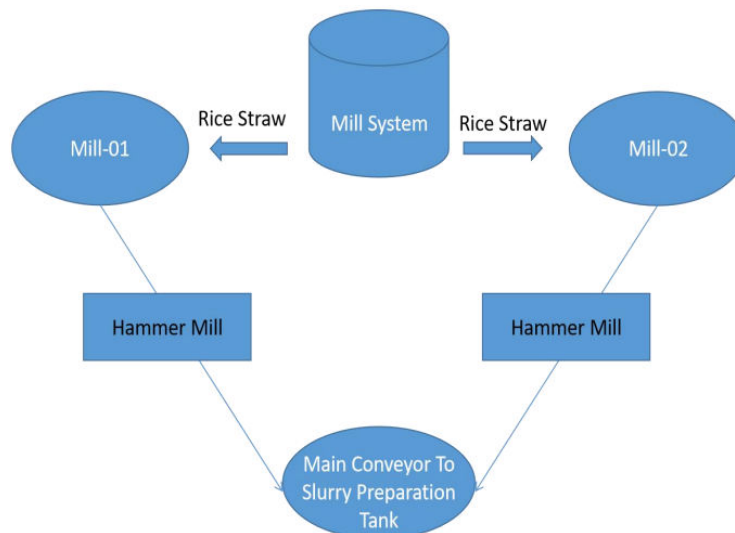 Rice Straw
Mill System
Rice Straw
Mill-01
Mill-02
Hammer Mill
Hammer Mill
Main Conveyor To
Slurry Preparation
Tank